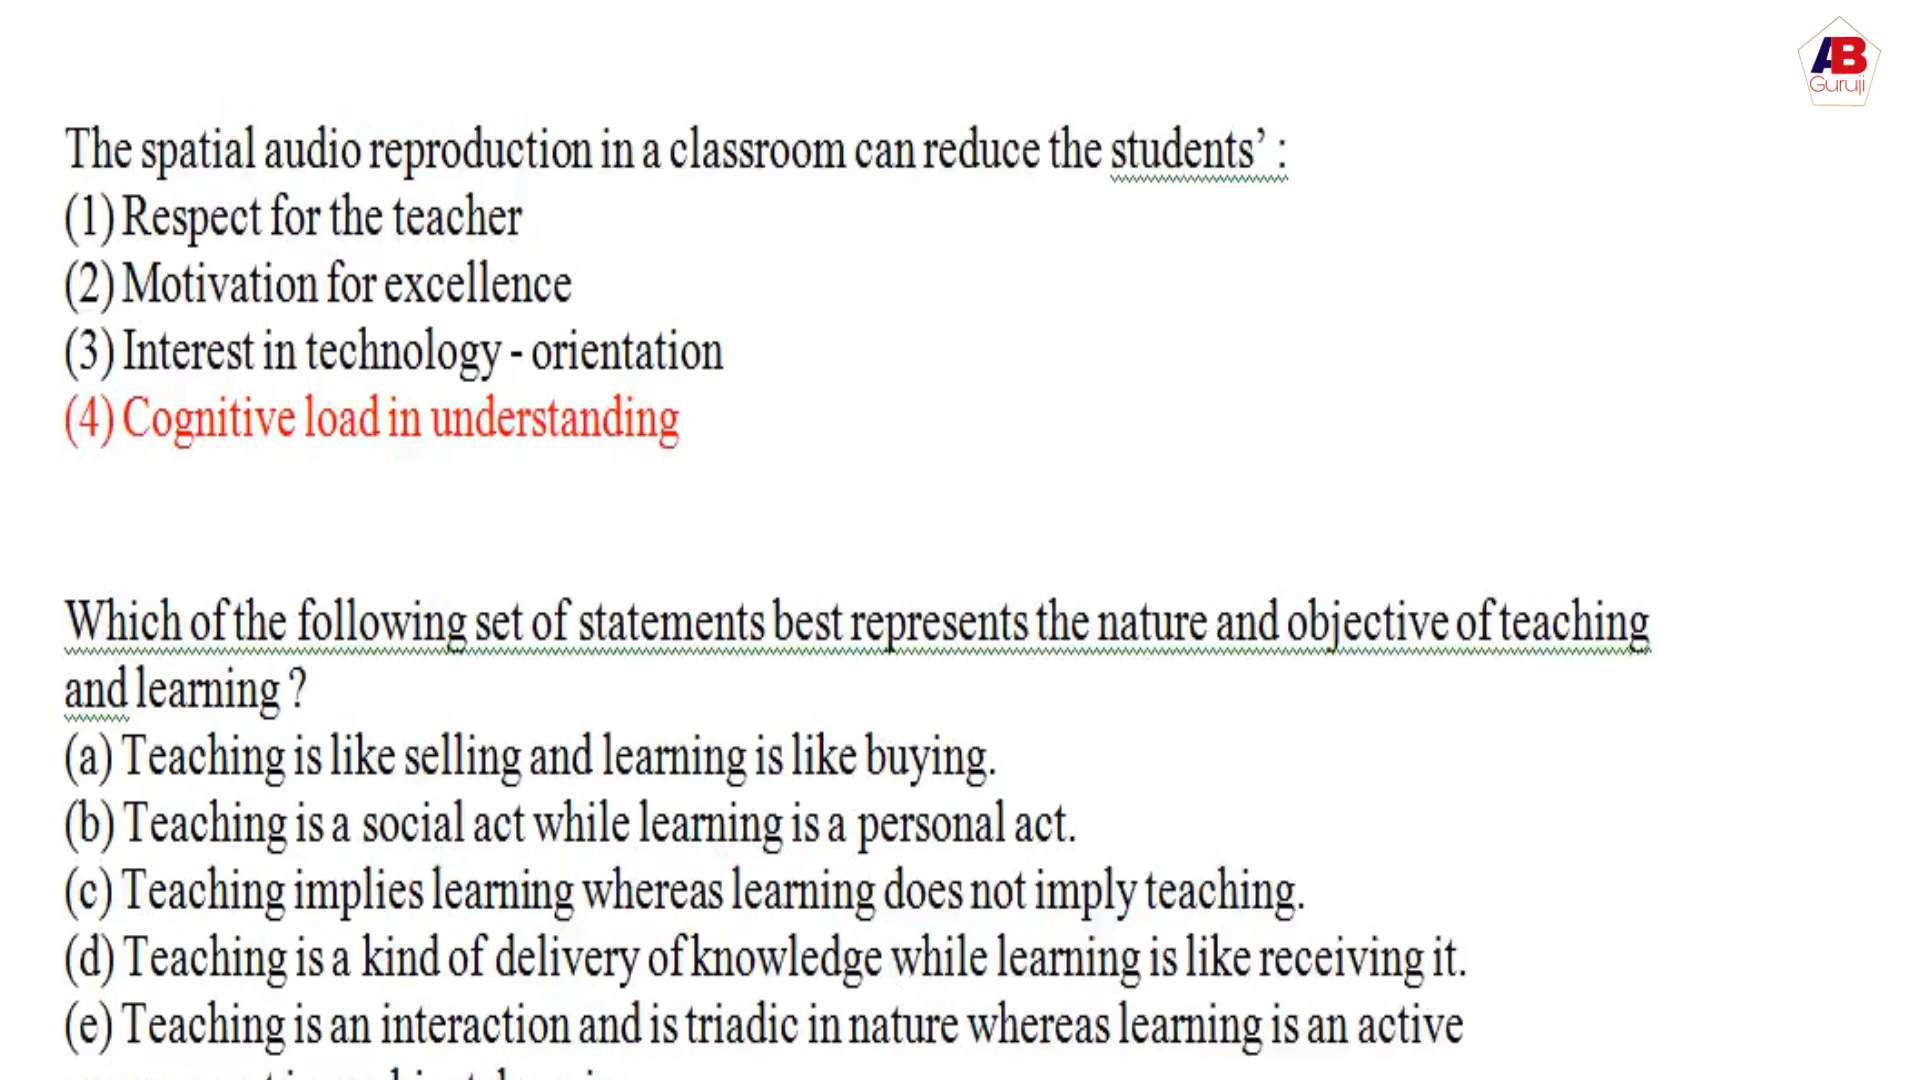 AB
Guruji
The spatial audio reproduction in a classroom can reduce the students’ :
(1) Respect for the teacher
(2) Motivation for excellence
(3) Interest in technology - orientation
(4) Cognitive load in understanding
Which of the following set of statements best represents the nature and objective of teaching
and learning ?
(a) Teaching is like selling and learning is like buying.
(b) Teaching is a social act while learning is a personal act.
(c) Teaching implies learning whereas learning does not imply teaching.
(d) Teaching is a kind of delivery of knowledge while learning is like receiving it.
(e) Teaching is an interaction and is triadic in nature whereas learning is an active